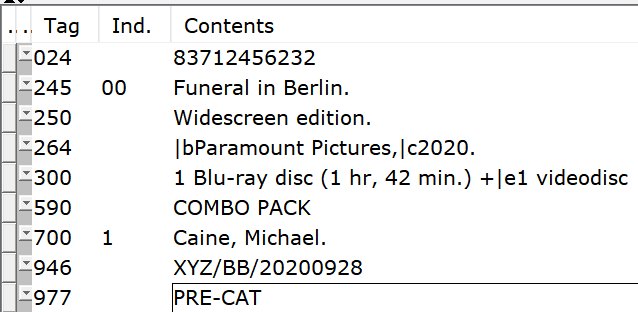 .. .. Tag Ind. Contents
024 83712456232
245 00 Funeral in Berlin.
250 Widescreen edition.
264 |bParamount Pictures,|c2020.
300 1 Blu-ray disc (1 hr, 42 min.) +|e1 videodisc
590 COMBO PACK
700 1 Caine, Michael.
946 XYZ/BB/20200928
977 PRE-CAT